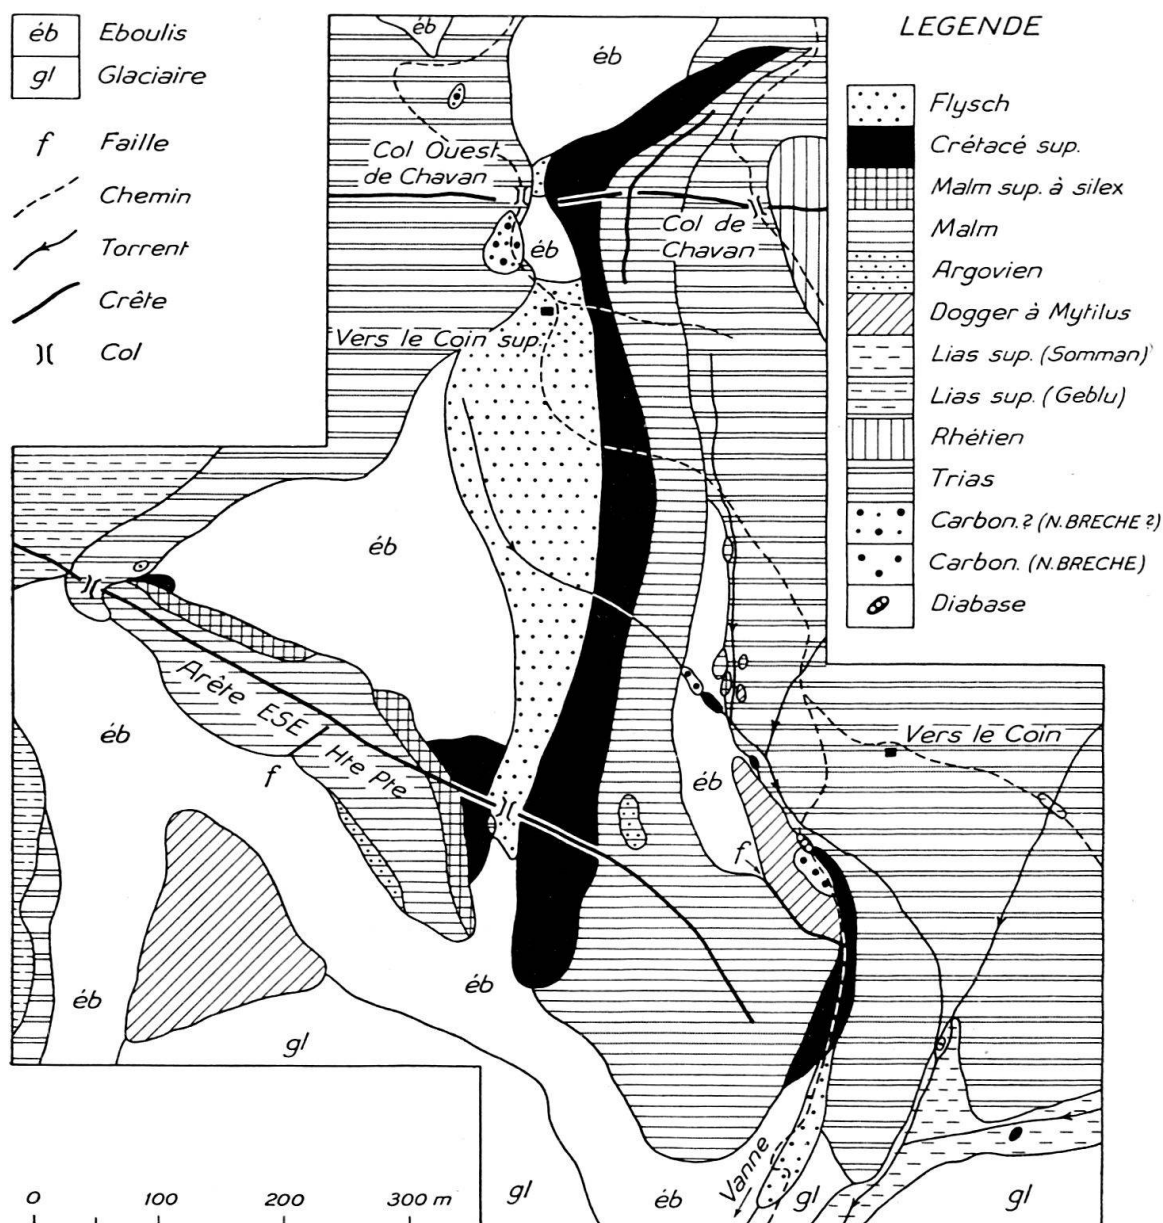 éb Eboulis
gl Glaciaire
f Faille
Chemin
Torrent
Crête
)( Col
LEGENDE
Flysch
Crétacé sup.
Malm sup. à silex
Malm
Argovien
Dogger à Mytilus
Lias sup. (Somman)
Lias sup. (Geblu)
Rhétien
Trias
Carbon.? (N.BRECHE?)
Carbon. (N.BRECHE)
Diabase
éb
éb
Col Ouest
de Chavan
Col de
Chavan
éb
Vers le Coin sup.
éb
Arête ESE
Hte Pte
éb
f
Vers le Coin
éb
f
éb
éb
gl
Vanne
gl
éb
gl
gl
0 100 200 300 m